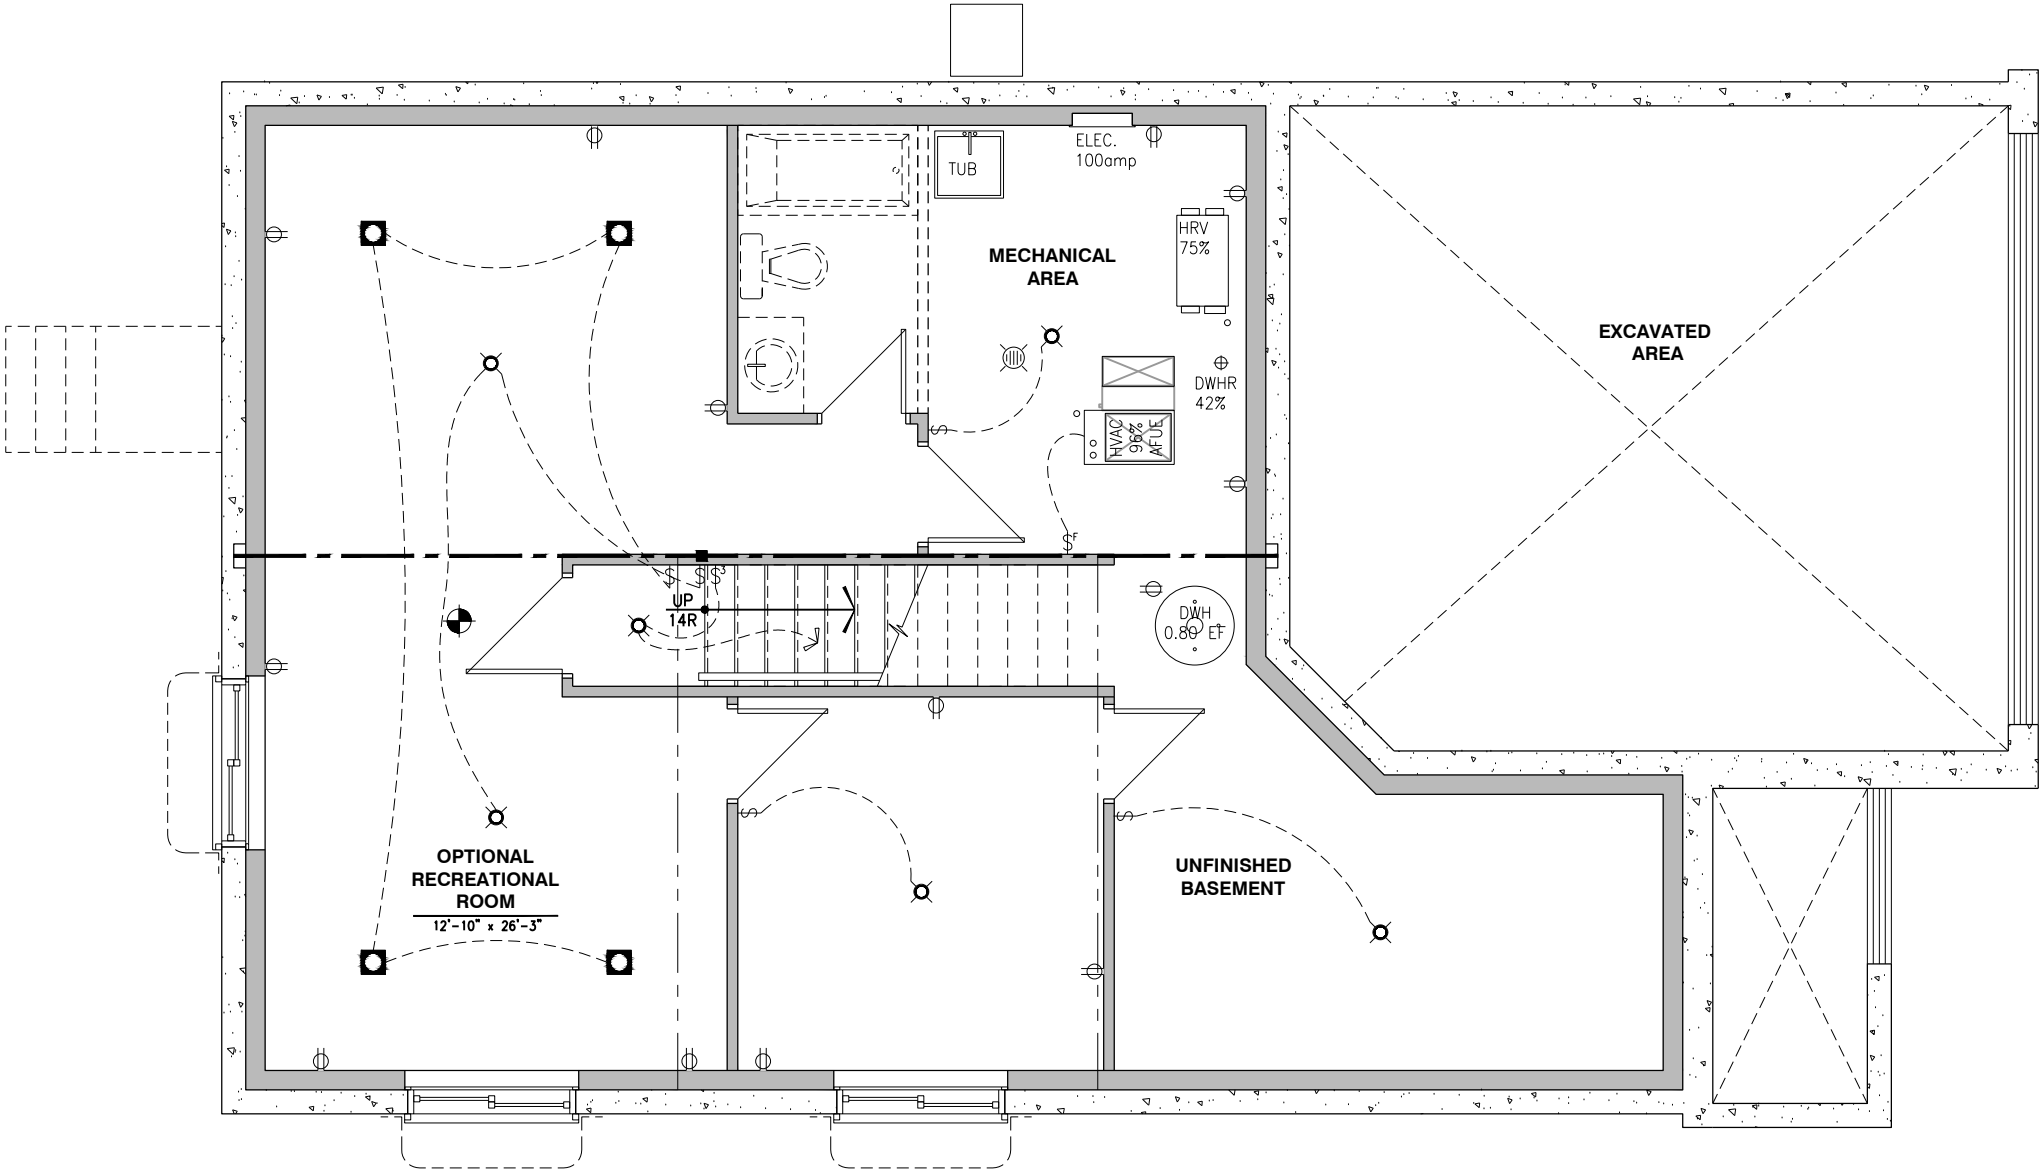 ELEC.
100amp
TUB
HRV
75%
MECHANICAL
AREA
EXCAVATED
AREA
DWHR
42%
S
HVAC
96%
AFUE
S^F
S S S^3
UP
14R
DWH
0.80 EF
S
S
OPTIONAL
RECREATIONAL
ROOM
12'-10" x 26'-3"
UNFINISHED
BASEMENT